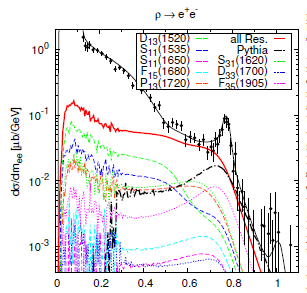 ρ → e⁺e⁻
D₁₃(1520) all Res.
S₁₁(1535) Pythia
S₁₁(1650) S₃₁(1620)
F₁₅(1680) D₃₃(1700)
P₁₃(1720) F₃₅(1905)
dσ/dmₑₑ [μb/GeV]
10⁰
10⁻¹
10⁻²
10⁻³
0 0.2 0.4 0.6 0.8 1